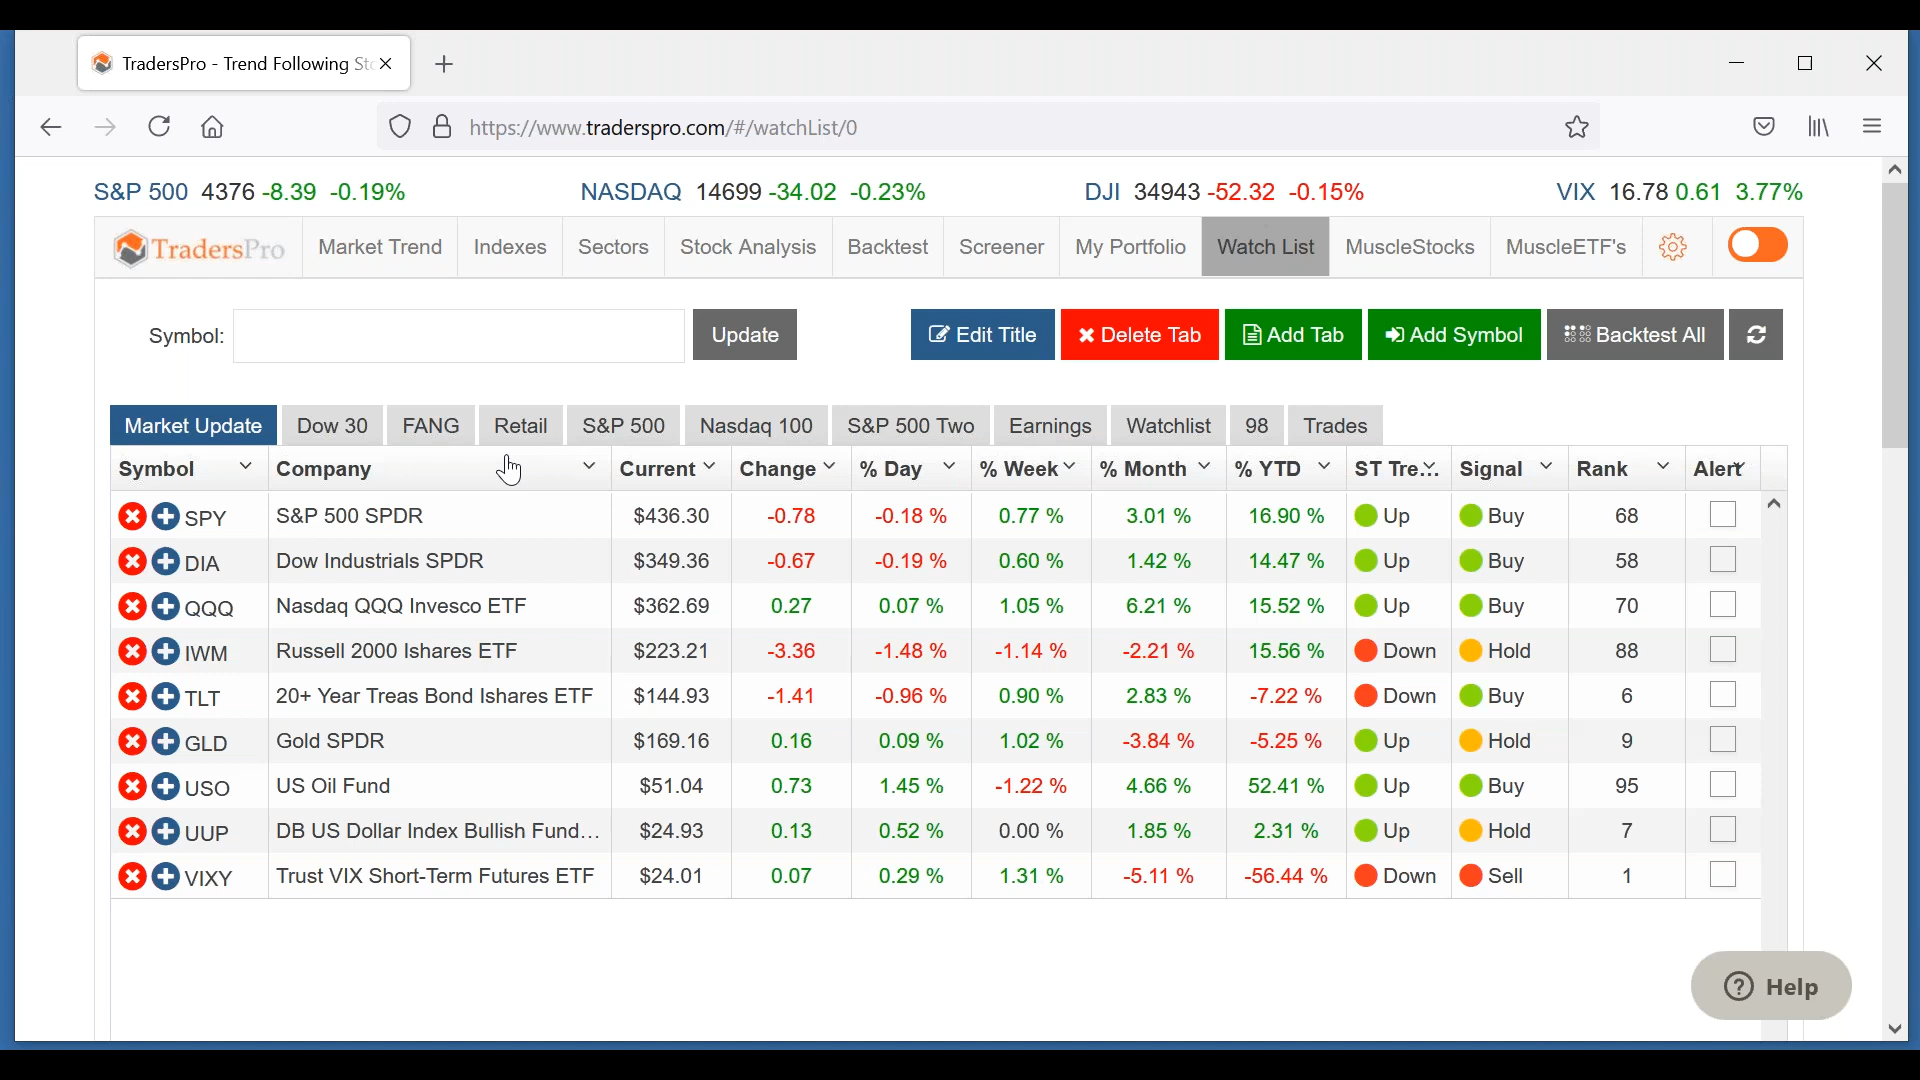 TradersPro - Trend Following Sto
https://www.traderspro.com/#/watchList/0
S&P 500 4376 -8.39 -0.19% NASDAQ 14699 -34.02 -0.23% DJI 34943 -52.32 -0.15% VIX 16.78 0.61 3.77%
TradersPro Market Trend Indexes Sectors Stock Analysis Backtest Screener My Portfolio Watch List MuscleStocks MuscleETF's
Symbol: Update Edit Title Delete Tab Add Tab Add Symbol Backtest All
Market Update Dow 30 FANG Retail S&P 500 Nasdaq 100 S&P 500 Two Earnings Watchlist 98 Trades
Symbol Company Current Change % Day % Week % Month % YTD ST Tre... Signal Rank Alert
SPY S&P 500 SPDR $436.30 -0.78 -0.18 % 0.77 % 3.01 % 16.90 % Up Buy 68
DIA Dow Industrials SPDR $349.36 -0.67 -0.19 % 0.60 % 1.42 % 14.47 % Up Buy 58
QQQ Nasdaq QQQ Invesco ETF $362.69 0.27 0.07 % 1.05 % 6.21 % 15.52 % Up Buy 70
IWM Russell 2000 Ishares ETF $223.21 -3.36 -1.48 % -1.14 % -2.21 % 15.56 % Down Hold 88
TLT 20+ Year Treas Bond Ishares ETF $144.93 -1.41 -0.96 % 0.90 % 2.83 % -7.22 % Down Buy 6
GLD Gold SPDR $169.16 0.16 0.09 % 1.02 % -3.84 % -5.25 % Up Hold 9
USO US Oil Fund $51.04 0.73 1.45 % -1.22 % 4.66 % 52.41 % Up Buy 95
UUP DB US Dollar Index Bullish Fund... $24.93 0.13 0.52 % 0.00 % 1.85 % 2.31 % Up Hold 7
VIXY Trust VIX Short-Term Futures ETF $24.01 0.07 0.29 % 1.31 % -5.11 % -56.44 % Down Sell 1
Help